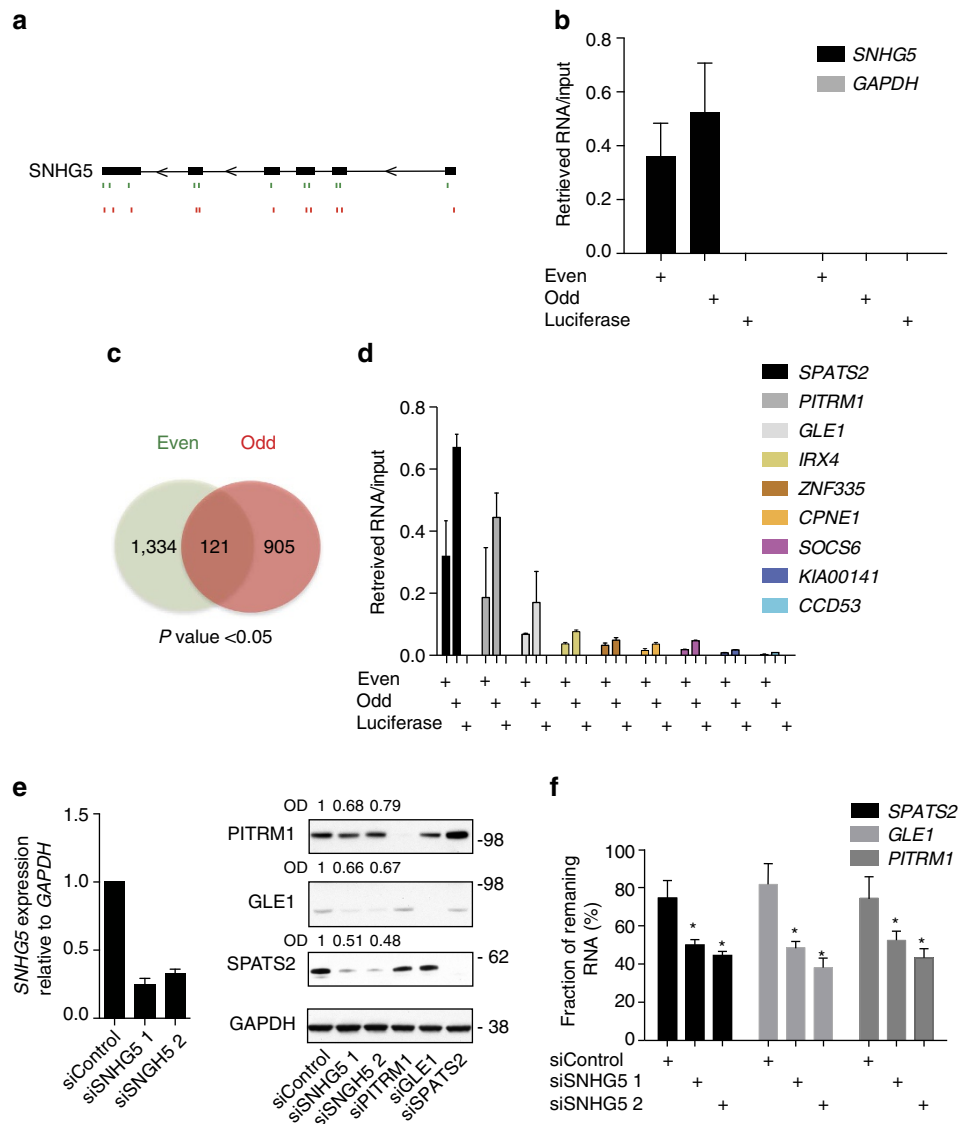 a
SNHG5
b
0.8
0.6
0.4
0.2
0.0
Retrieved RNA/input
SNHG5
GAPDH
Even + +
Odd + +
Luciferase + +
c
Even Odd
1,334 121 905
P value <0.05
d
0.8
0.6
0.4
0.2
0.0
Retreived RNA/input
SPATS2
PITRM1
GLE1
IRX4
ZNF335
CPNE1
SOCS6
KIA00141
CCD53
Even + + + + + + + + +
Odd + + + + + + + + +
Luciferase + + + + + + + + +
e
SNHG5 expression
relative to GAPDH
1.5
1.0
0.5
0.0
siControl
siSNHG5 1
siSNGH5 2
OD 1 0.68 0.79
PITRM1 -98
OD 1 0.66 0.67
-98
GLE1
OD 1 0.51 0.48
SPATS2 - 62
GAPDH - 38
siControl
siSNHG5 1
siSNGH5 2
siPITRM1
siGLE1
siSPATS2
f
SPATS2
GLE1
PITRM1
Fraction of remaining
RNA (%)
100
80
60
40
20
0
* * * * * *
siControl + + +
siSNHG5 1 + + +
siSNHG5 2 + + +